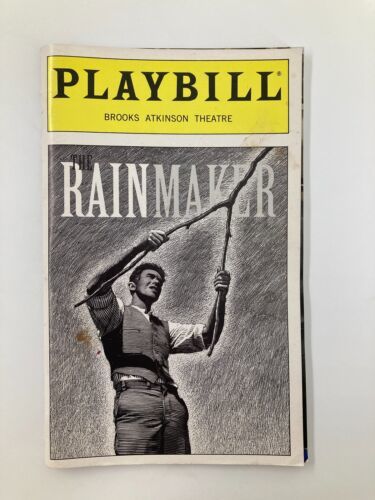 PLAYBILL®
BROOKS ATKINSON THEATRE
THE
RAINMAKER